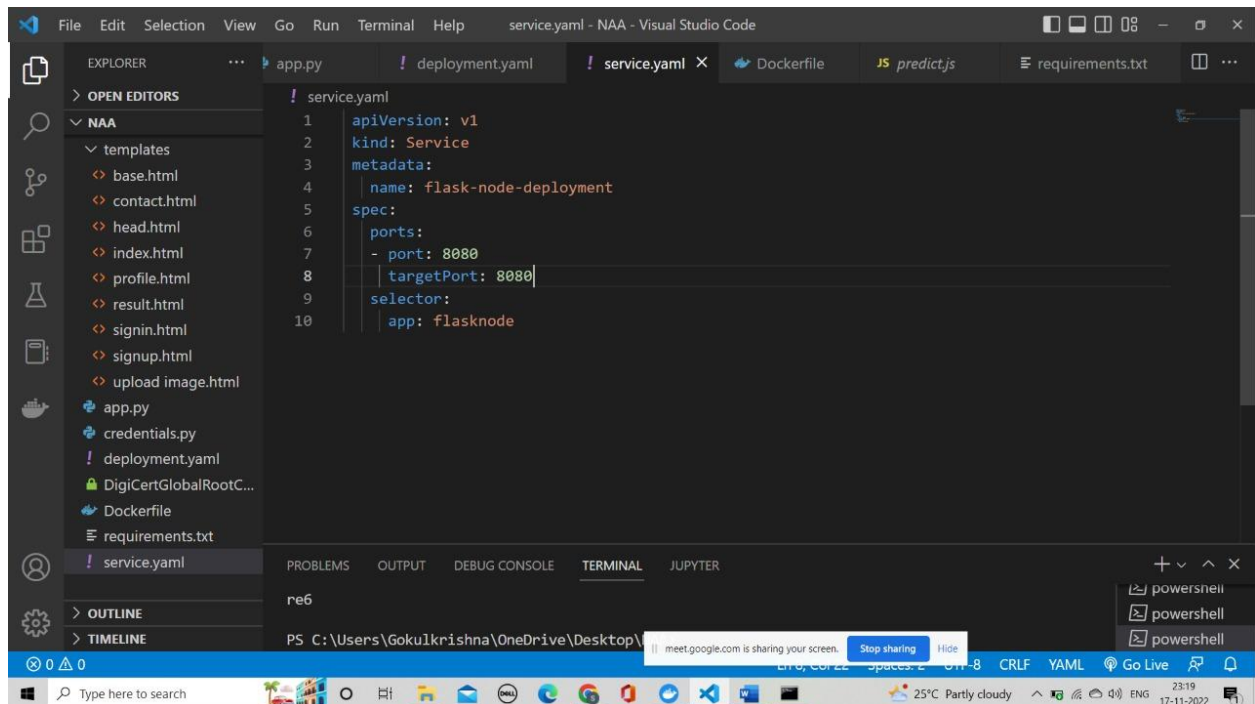 File Edit Selection View Go Run Terminal Help service.yaml - NAA - Visual Studio Code
EXPLORER
app.py ! deployment.yaml ! service.yaml Dockerfile JS predict.js requirements.txt
> OPEN EDITORS
NAA
templates
<> base.html
<> contact.html
<> head.html
<> index.html
<> profile.html
<> result.html
<> signin.html
<> signup.html
<> upload image.html
app.py
credentials.py
! deployment.yaml
DigiCertGlobalRootC...
Dockerfile
requirements.txt
! service.yaml
> OUTLINE
> TIMELINE
! service.yaml
1 apiVersion: v1
2 kind: Service
3 metadata:
4 name: flask-node-deployment
5 spec:
6 ports:
7 - port: 8080
8 targetPort: 8080
9 selector:
10 app: flasknode
PROBLEMS OUTPUT DEBUG CONSOLE TERMINAL JUPYTER
re6
PS C:\Users\Gokulkrishna\OneDrive\Desktop\
powershell
powershell
powershell
meet.google.com is sharing your screen. Stop sharing Hide
0 0 CRLF YAML Go Live
Type here to search
DELL
25°C Partly cloudy ENG 23:19
17-11-2022
1